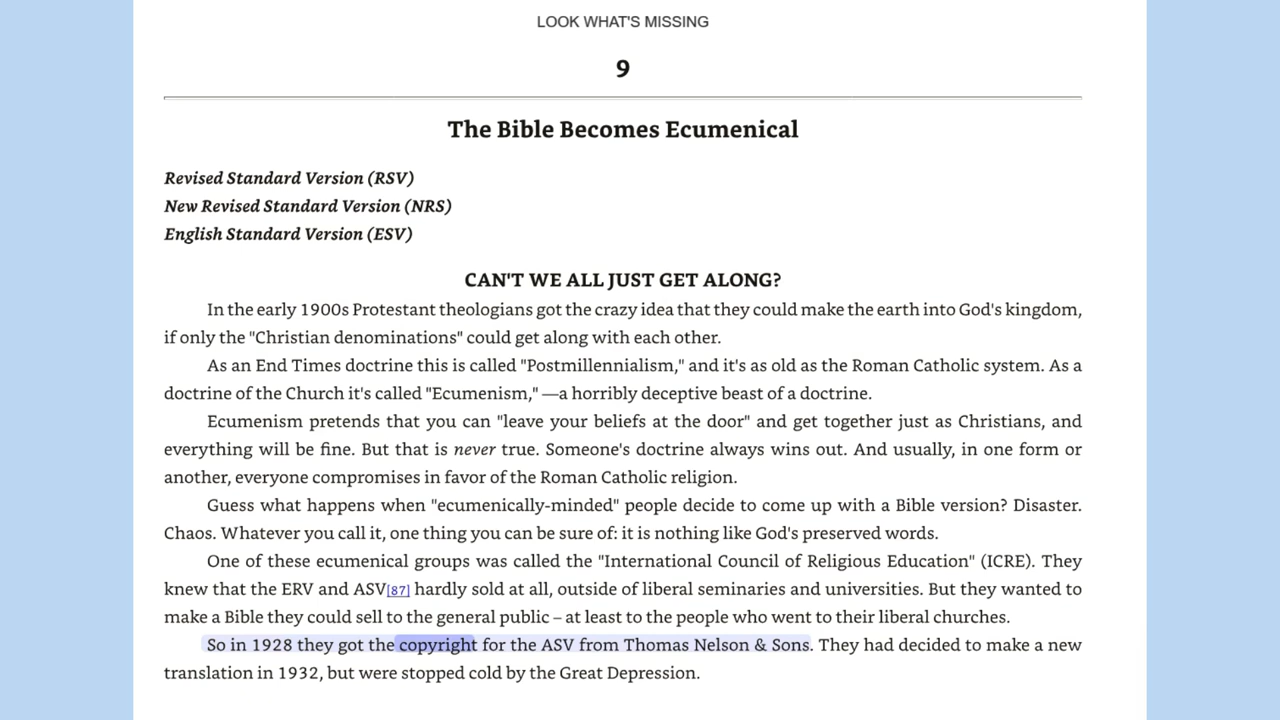 LOOK WHAT'S MISSING
9
The Bible Becomes Ecumenical
Revised Standard Version (RSV)
New Revised Standard Version (NRS)
English Standard Version (ESV)
CAN'T WE ALL JUST GET ALONG?
In the early 1900s Protestant theologians got the crazy idea that they could make the earth into God's kingdom,
if only the "Christian denominations" could get along with each other.
As an End Times doctrine this is called "Postmillennialism," and it's as old as the Roman Catholic system. As a
doctrine of the Church it's called "Ecumenism," —a horribly deceptive beast of a doctrine.
Ecumenism pretends that you can "leave your beliefs at the door" and get together just as Christians, and
everything will be fine. But that is never true. Someone's doctrine always wins out. And usually, in one form or
another, everyone compromises in favor of the Roman Catholic religion.
Guess what happens when "ecumenically-minded" people decide to come up with a Bible version? Disaster.
Chaos. Whatever you call it, one thing you can be sure of: it is nothing like God's preserved words.
One of these ecumenical groups was called the "International Council of Religious Education" (ICRE). They
knew that the ERV and ASV[87] hardly sold at all, outside of liberal seminaries and universities. But they wanted to
make a Bible they could sell to the general public – at least to the people who went to their liberal churches.
So in 1928 they got the copyright for the ASV from Thomas Nelson & Sons. They had decided to make a new
translation in 1932, but were stopped cold by the Great Depression.